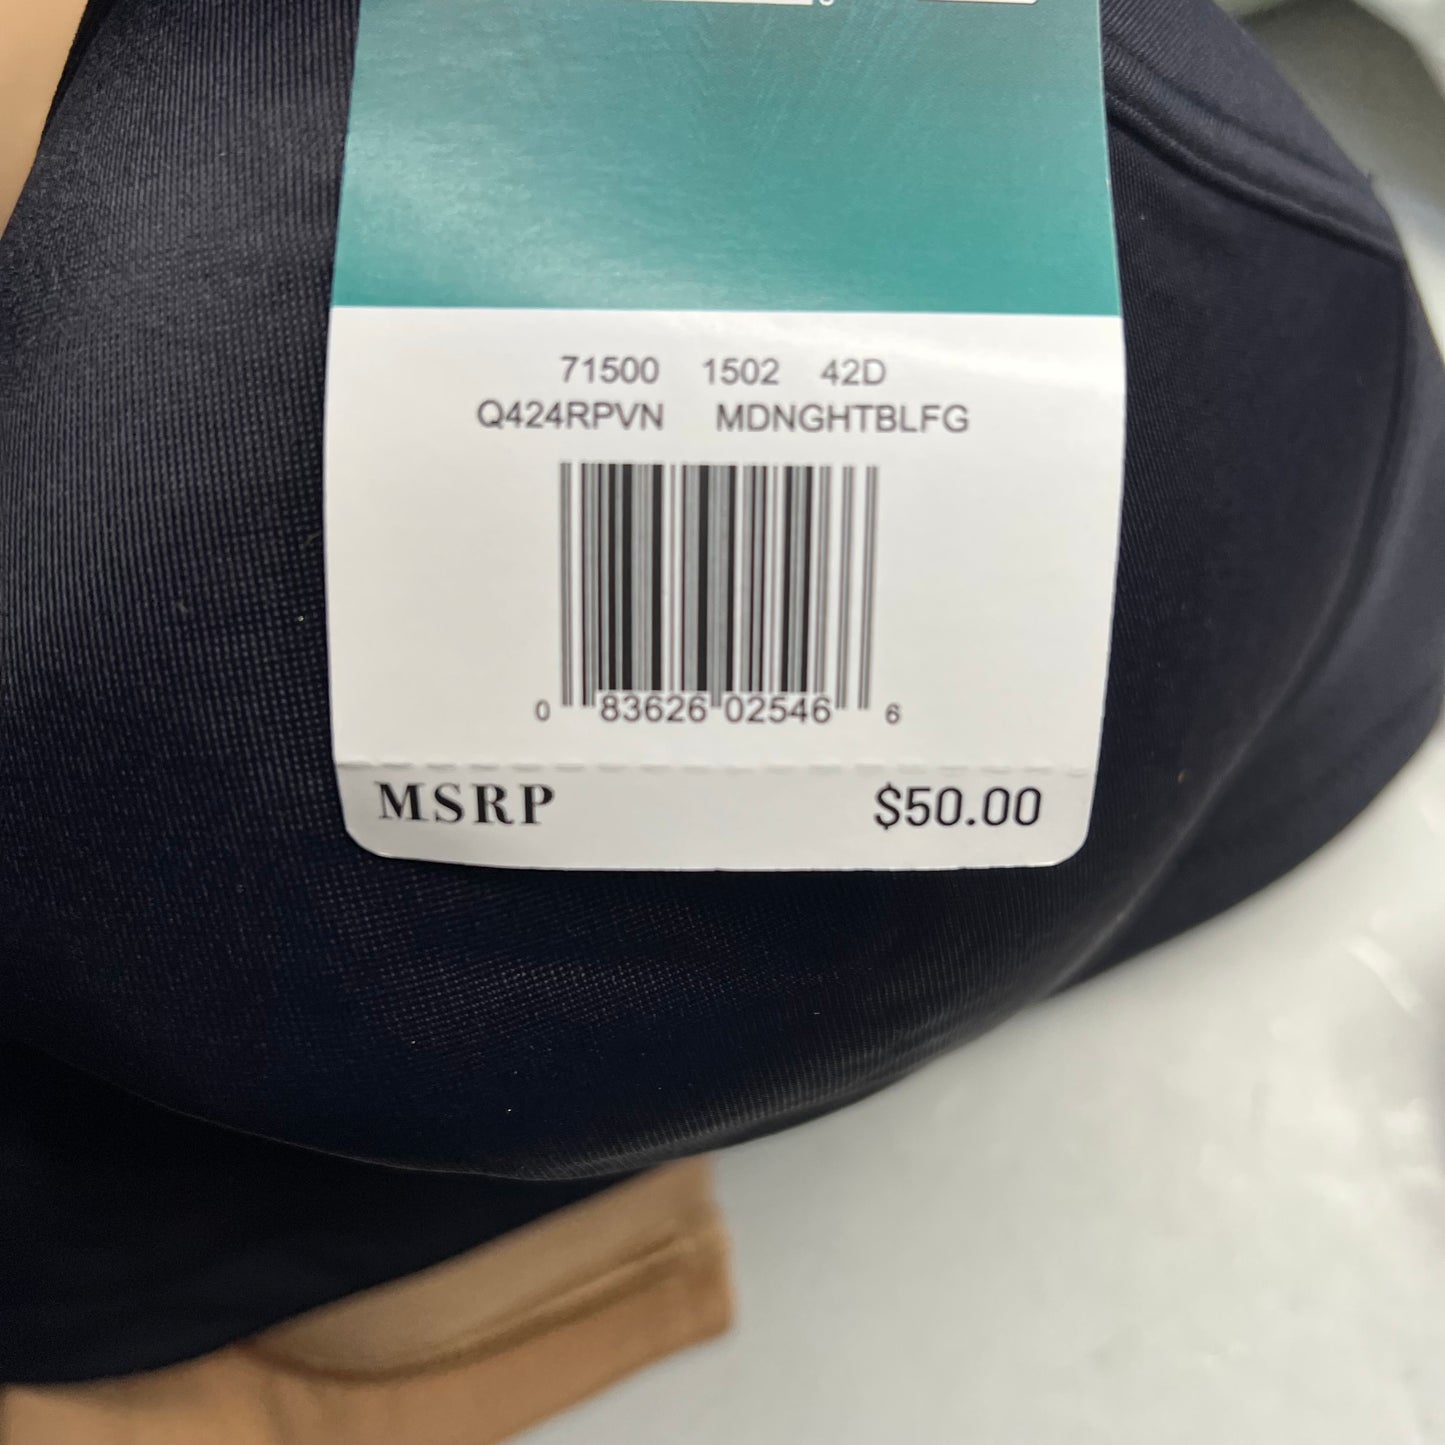 71500 1502 42D
Q424RPVN MDNGHTBLFG
0 83626 02546 6
MSRP $50.00